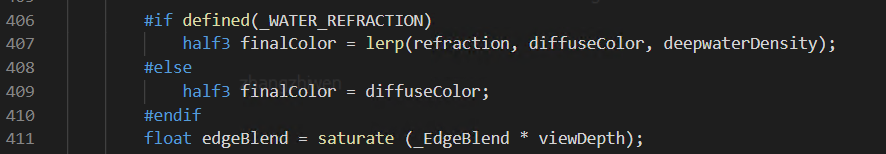 406 #if defined(_WATER_REFRACTION)
407 half3 finalColor = lerp(refraction, diffuseColor, deepwaterDensity);
408 #else
409 half3 finalColor = diffuseColor;
410 #endif
411 float edgeBlend = saturate (_EdgeBlend * viewDepth);